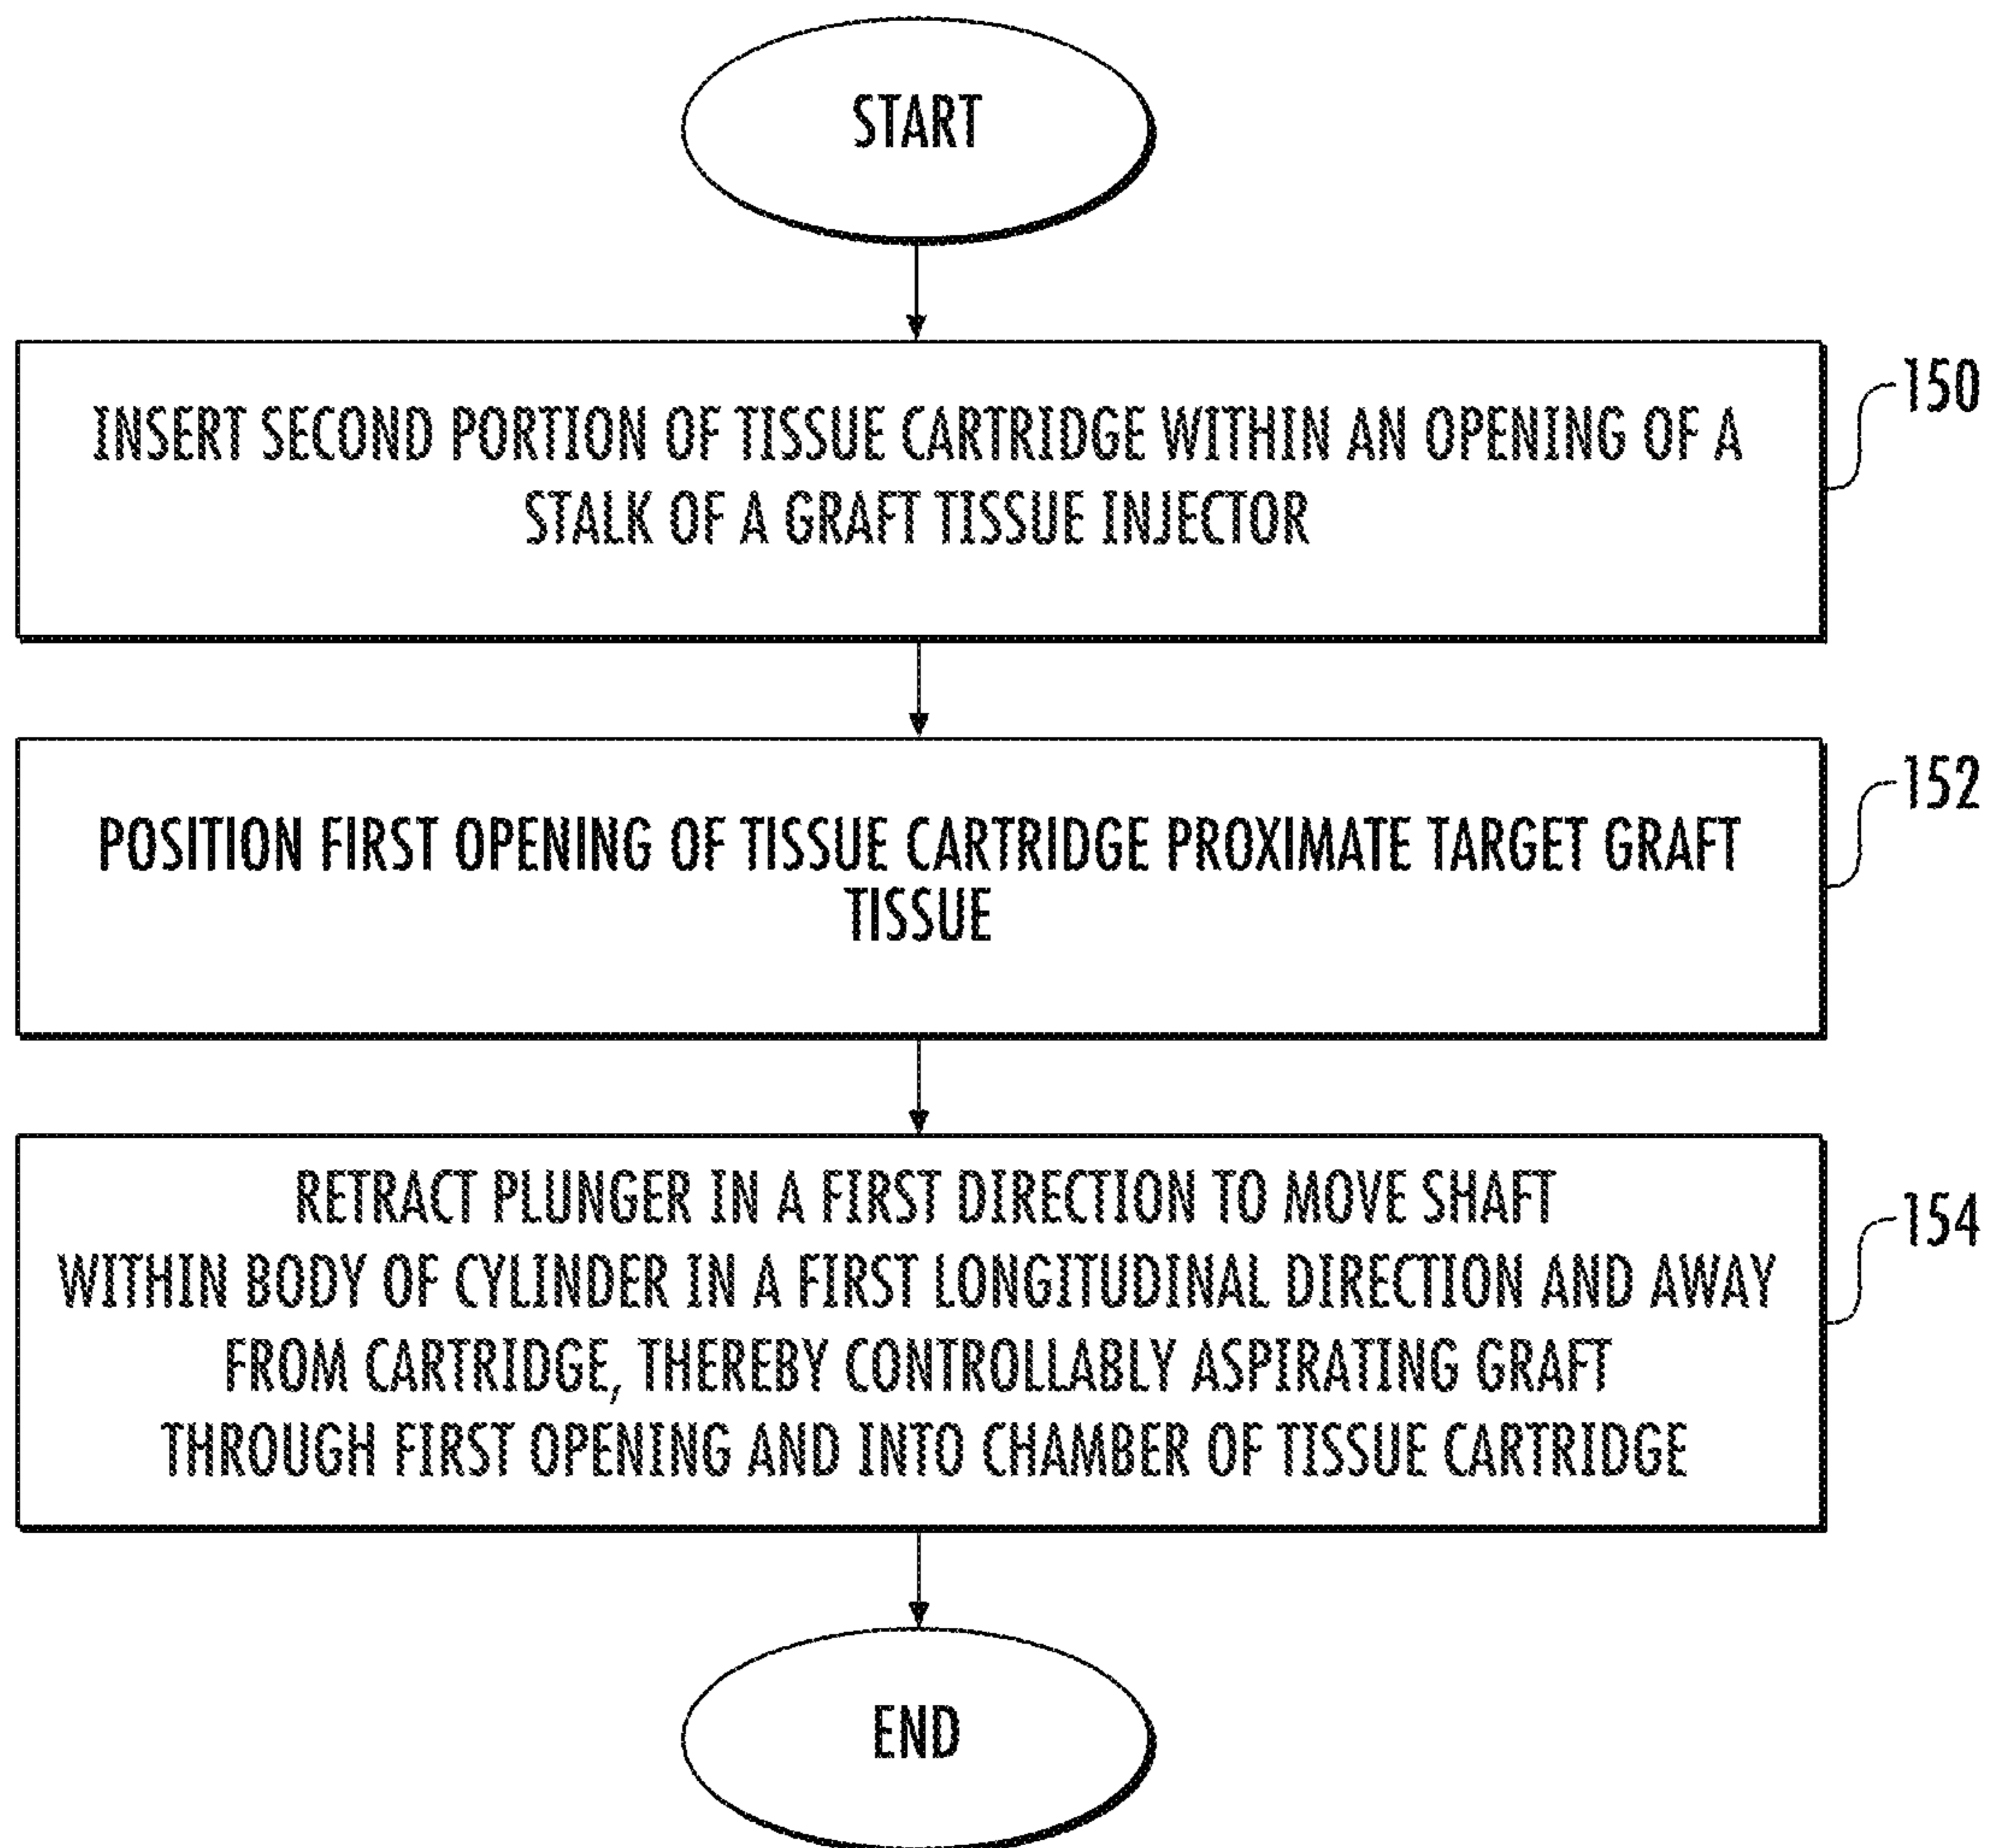 START
INSERT SECOND PORTION OF TISSUE CARTRIDGE WITHIN AN OPENING OF A
STALK OF A GRAFT TISSUE INJECTOR
150
POSITION FIRST OPENING OF TISSUE CARTRIDGE PROXIMATE TARGET GRAFT
TISSUE
152
RETRACT PLUNGER IN A FIRST DIRECTION TO MOVE SHAFT
WITHIN BODY OF CYLINDER IN A FIRST LONGITUDINAL DIRECTION AND AWAY
FROM CARTRIDGE, THEREBY CONTROLLABLY ASPIRATING GRAFT
THROUGH FIRST OPENING AND INTO CHAMBER OF TISSUE CARTRIDGE
154
END